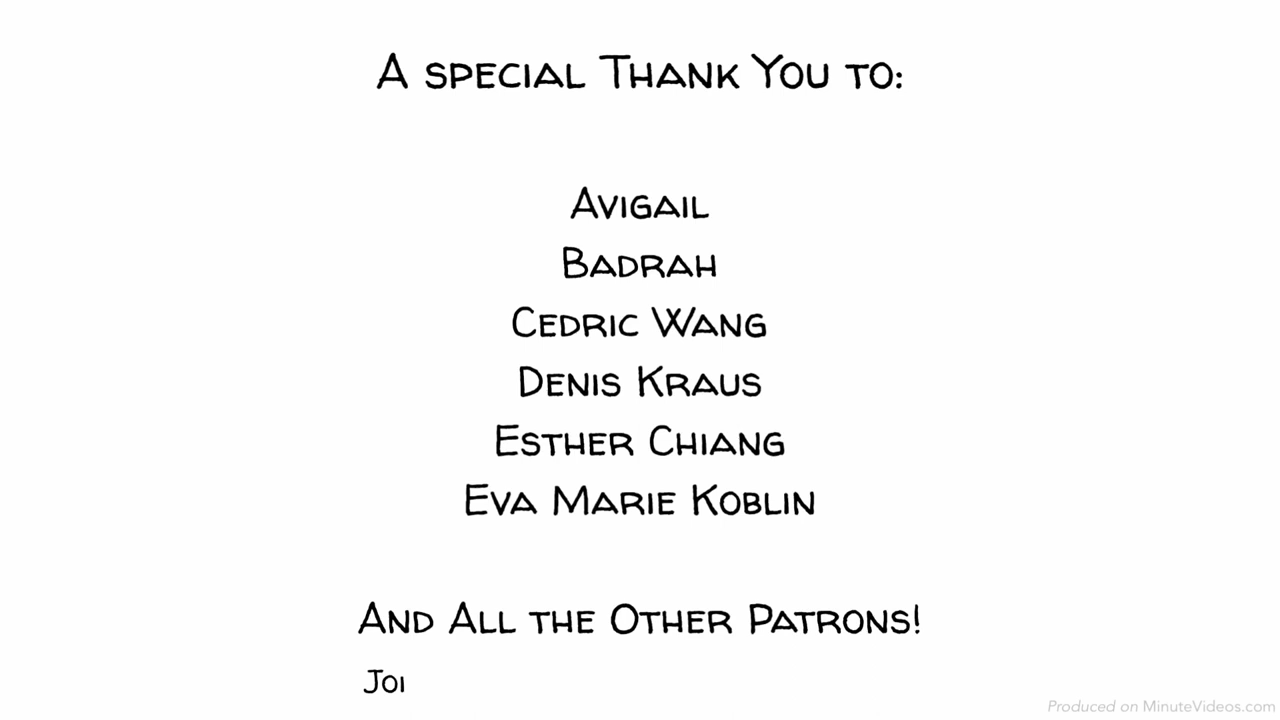 A special Thank You to:
Avigail
Badrah
Cedric Wang
Denis Kraus
Esther Chiang
Eva Marie Koblin
And All the Other Patrons!
Joi
Produced on MinuteVideos.com